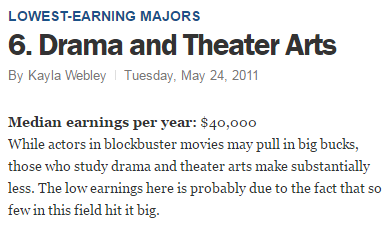 LOWEST-EARNING MAJORS
6. Drama and Theater Arts
By Kayla Webley | Tuesday, May 24, 2011
Median earnings per year: $40,000
While actors in blockbuster movies may pull in big bucks,
those who study drama and theater arts make substantially
less. The low earnings here is probably due to the fact that so
few in this field hit it big.